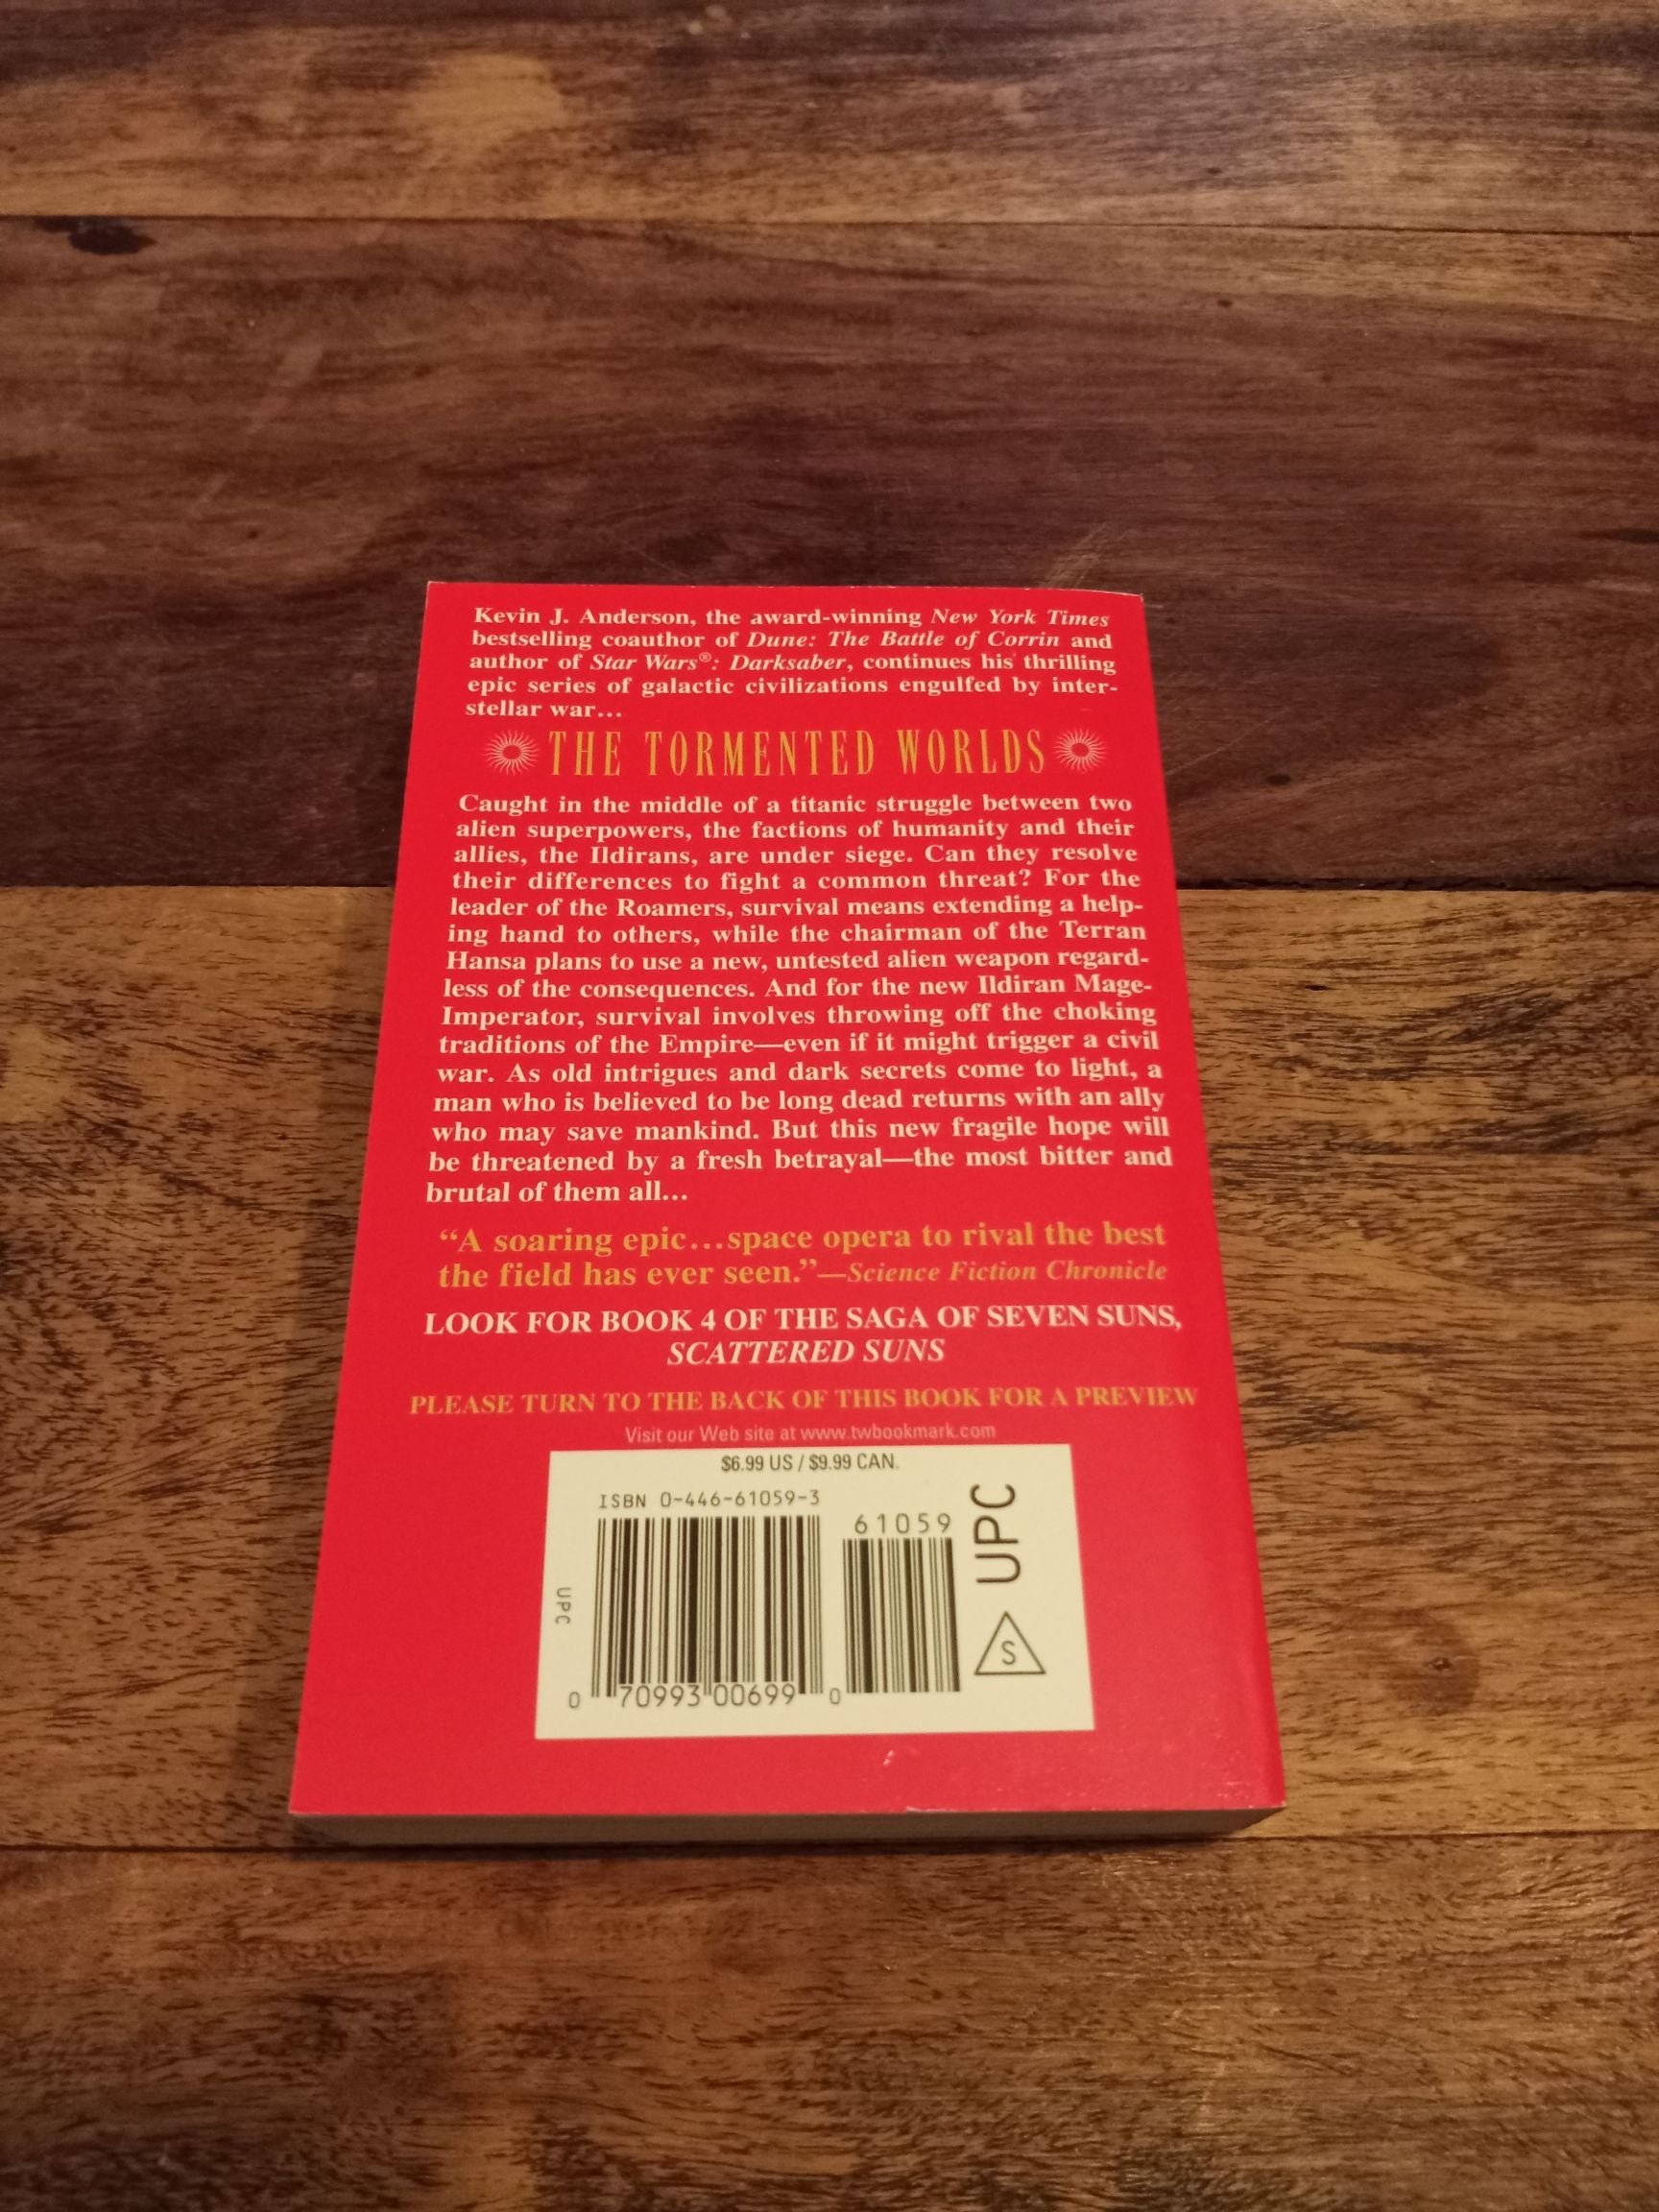 Kevin J. Anderson, the award-winning New York Times
bestselling coauthor of Dune: The Battle of Corrin and
author of Star Wars®: Darksaber, continues his thrilling
epic series of galactic civilizations engulfed by inter-
stellar war...
THE TORMENTED WORLDS
Caught in the middle of a titanic struggle between two
alien superpowers, the factions of humanity and their
allies, the Ildirans, are under siege. Can they resolve
their differences to fight a common threat? For the
leader of the Roamers, survival means extending a help-
ing hand to others, while the chairman of the Terran
Hansa plans to use a new, untested alien weapon regard-
less of the consequences. And for the new Ildiran Mage-
Imperator, survival involves throwing off the choking
traditions of the Empire—even if it might trigger a civil
war. As old intrigues and dark secrets come to light, a
man who is believed to be long dead returns with an ally
who may save mankind. But this new fragile hope will
be threatened by a fresh betrayal—the most bitter and
brutal of them all...
“A soaring epic...space opera to rival the best
the field has ever seen.”—Science Fiction Chronicle
LOOK FOR BOOK 4 OF THE SAGA OF SEVEN SUNS,
SCATTERED SUNS
PLEASE TURN TO THE BACK OF THIS BOOK FOR A PREVIEW
Visit our Web site at www.twbookmark.com
$6.99 US / $9.99 CAN.
ISBN 0-446-61059-3
61059
UPC
UPC
S
0 70993 00699 0